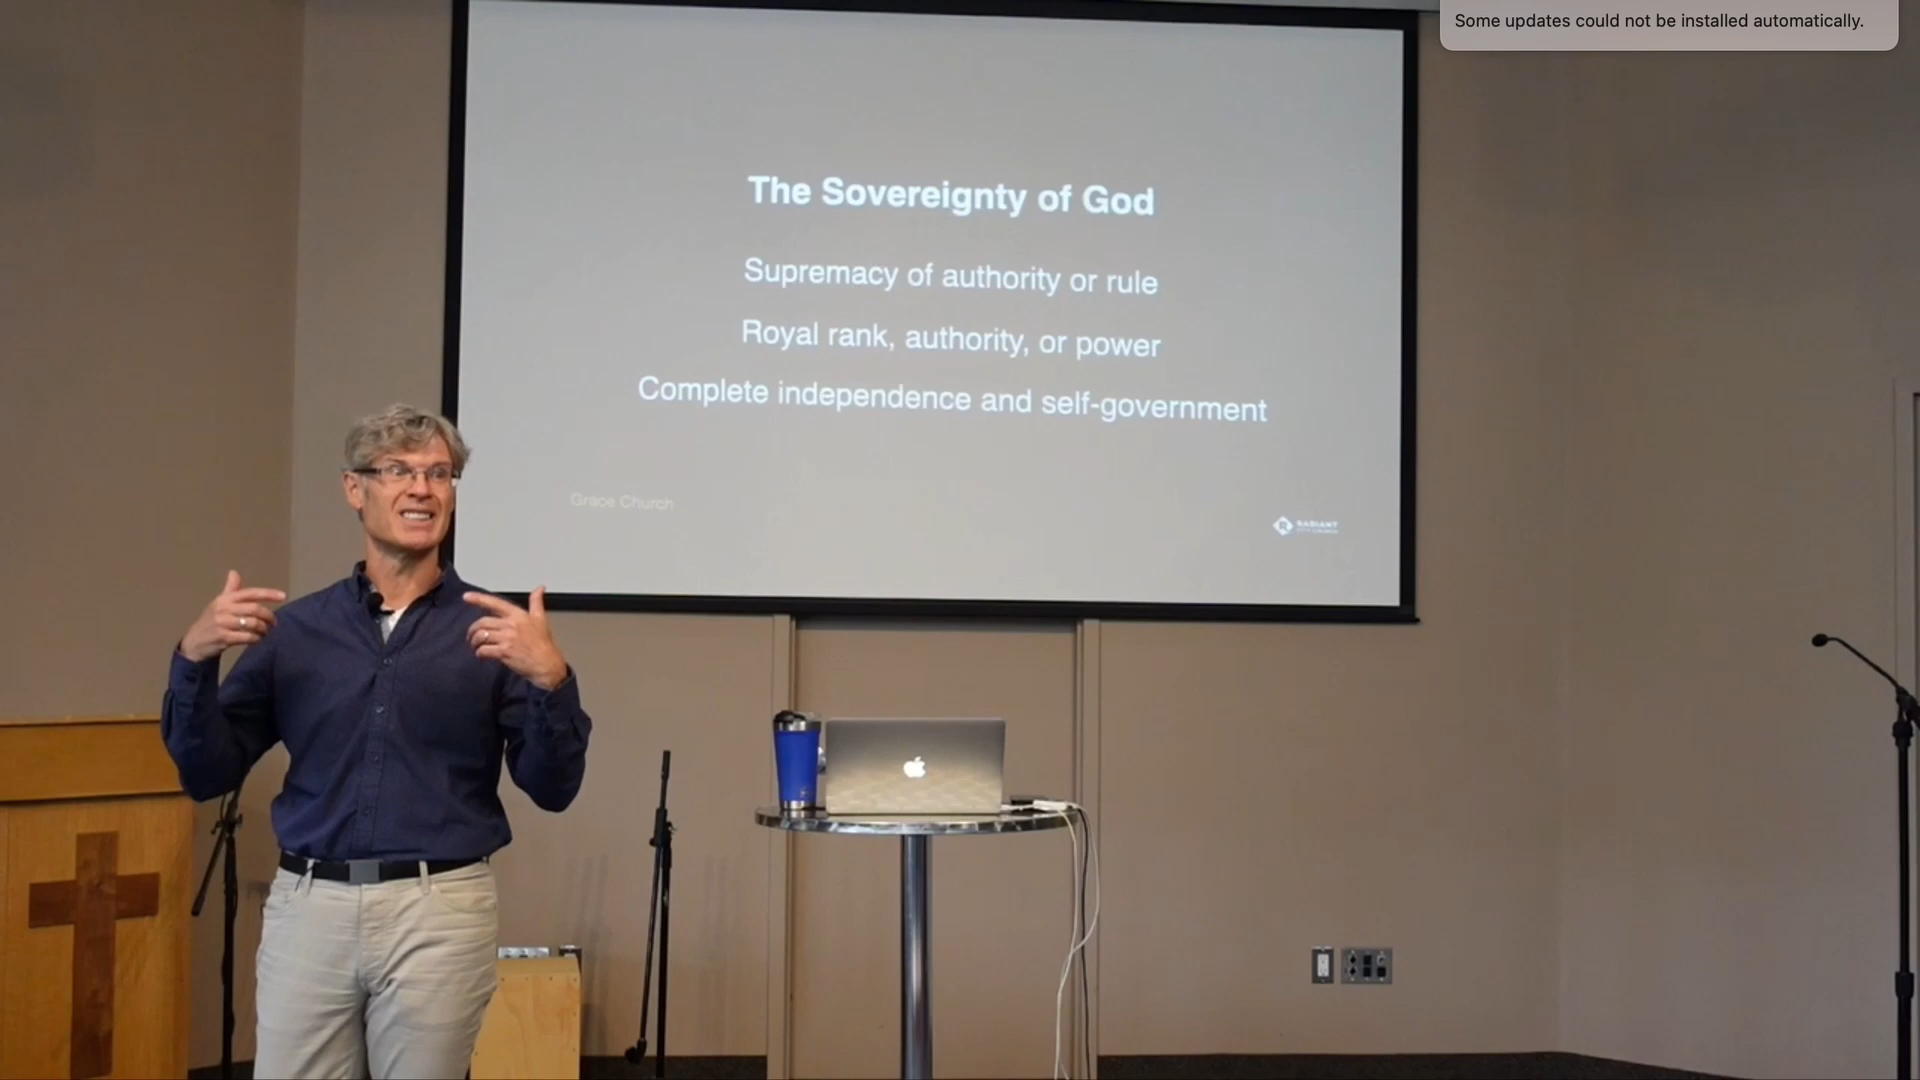 Some updates could not be installed automatically.
The Sovereignty of God
Supremacy of authority or rule
Royal rank, authority, or power
Complete independence and self-government
Grace Church
RADIANT